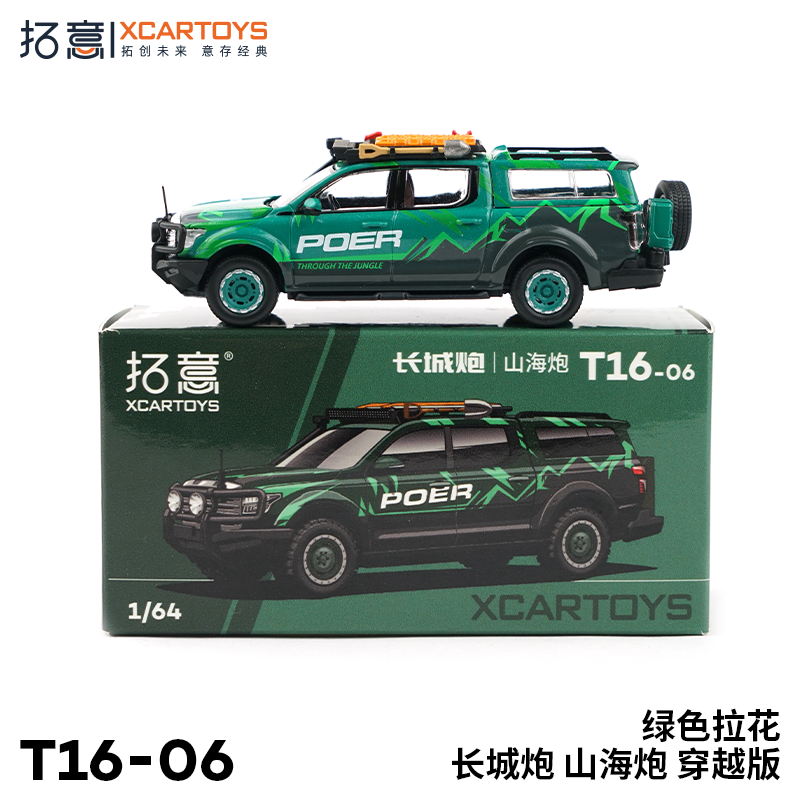 拓意 XCARTOYS
拓创未来 意存经典
POER
THROUGH THE JUNGLE
拓意®
XCARTOYS
长城炮 | 山海炮 T16-06
POER
1/64
XCARTOYS
绿色拉花
T16-06
长城炮 山海炮 穿越版